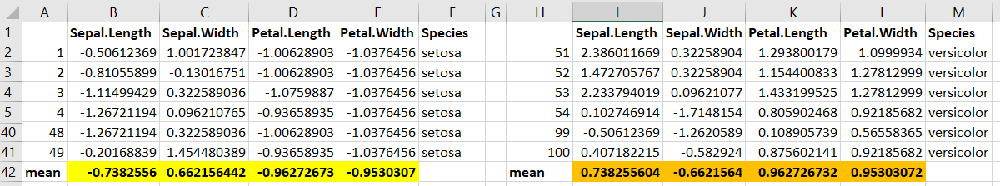 A B C D E F G H I J K L M
1 Sepal.Length Sepal.Width Petal.Length Petal.Width Species Sepal.Length Sepal.Width Petal.Length Petal.Width Species
2 1 -0.50612369 1.001723847 -1.00628903 -1.0376456 setosa 51 2.386011669 0.32258904 1.293800179 1.0999934 versicolor
3 2 -0.81055899 -0.13016751 -1.00628903 -1.0376456 setosa 52 1.472705767 0.32258904 1.154400833 1.27812999 versicolor
4 3 -1.11499429 0.322589036 -1.0759887 -1.0376456 setosa 53 2.233794019 0.09621077 1.433199525 1.27812999 versicolor
5 4 -1.26721194 0.096210765 -0.93658935 -1.0376456 setosa 54 0.102746914 -1.7148154 0.805902468 0.92185682 versicolor
40 48 -1.26721194 0.322589036 -1.00628903 -1.0376456 setosa 99 -0.50612369 -1.2620589 0.108905739 0.56558365 versicolor
41 49 -0.20168839 1.454480389 -0.93658935 -1.0376456 setosa 100 0.407182215 -0.582924 0.875602141 0.92185682 versicolor
42 mean -0.7382556 0.662156442 -0.96272673 -0.9530307 mean 0.738255604 -0.6621564 0.962726732 0.95303072